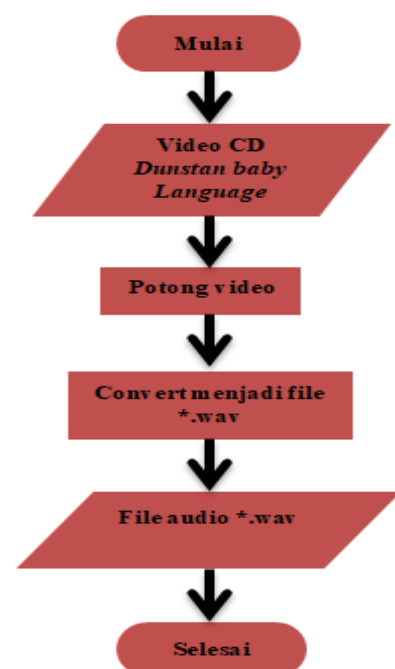 Mulai
Video CD
Dunstan baby
Language
Potong video
Convert menjadi file
*.wav
File audio *.wav
Selesai